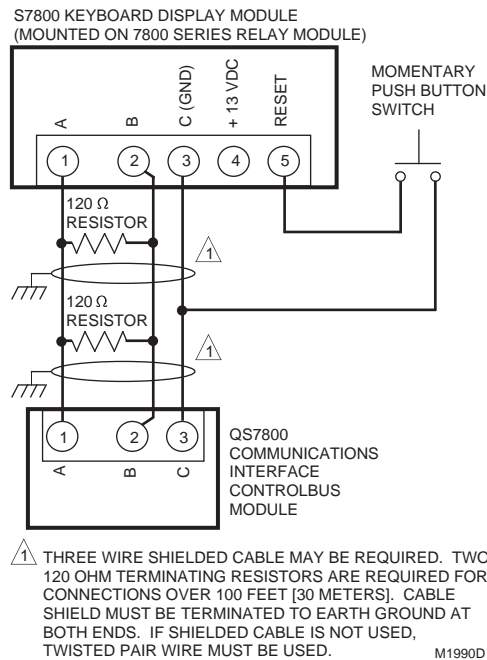 S7800 KEYBOARD DISPLAY MODULE
(MOUNTED ON 7800 SERIES RELAY MODULE)
MOMENTARY
PUSH BUTTON
SWITCH
A
B
C (GND)
+ 13 VDC
RESET
1
2
3
4
5
120 Ω
RESISTOR
1
120 Ω
RESISTOR
1
1
2
3
A
B
C
QS7800
COMMUNICATIONS
INTERFACE
CONTROLBUS
MODULE
1 THREE WIRE SHIELDED CABLE MAY BE REQUIRED. TWO
120 OHM TERMINATING RESISTORS ARE REQUIRED FOR
CONNECTIONS OVER 100 FEET [30 METERS]. CABLE
SHIELD MUST BE TERMINATED TO EARTH GROUND AT
BOTH ENDS. IF SHIELDED CABLE IS NOT USED,
TWISTED PAIR WIRE MUST BE USED.
M1990D